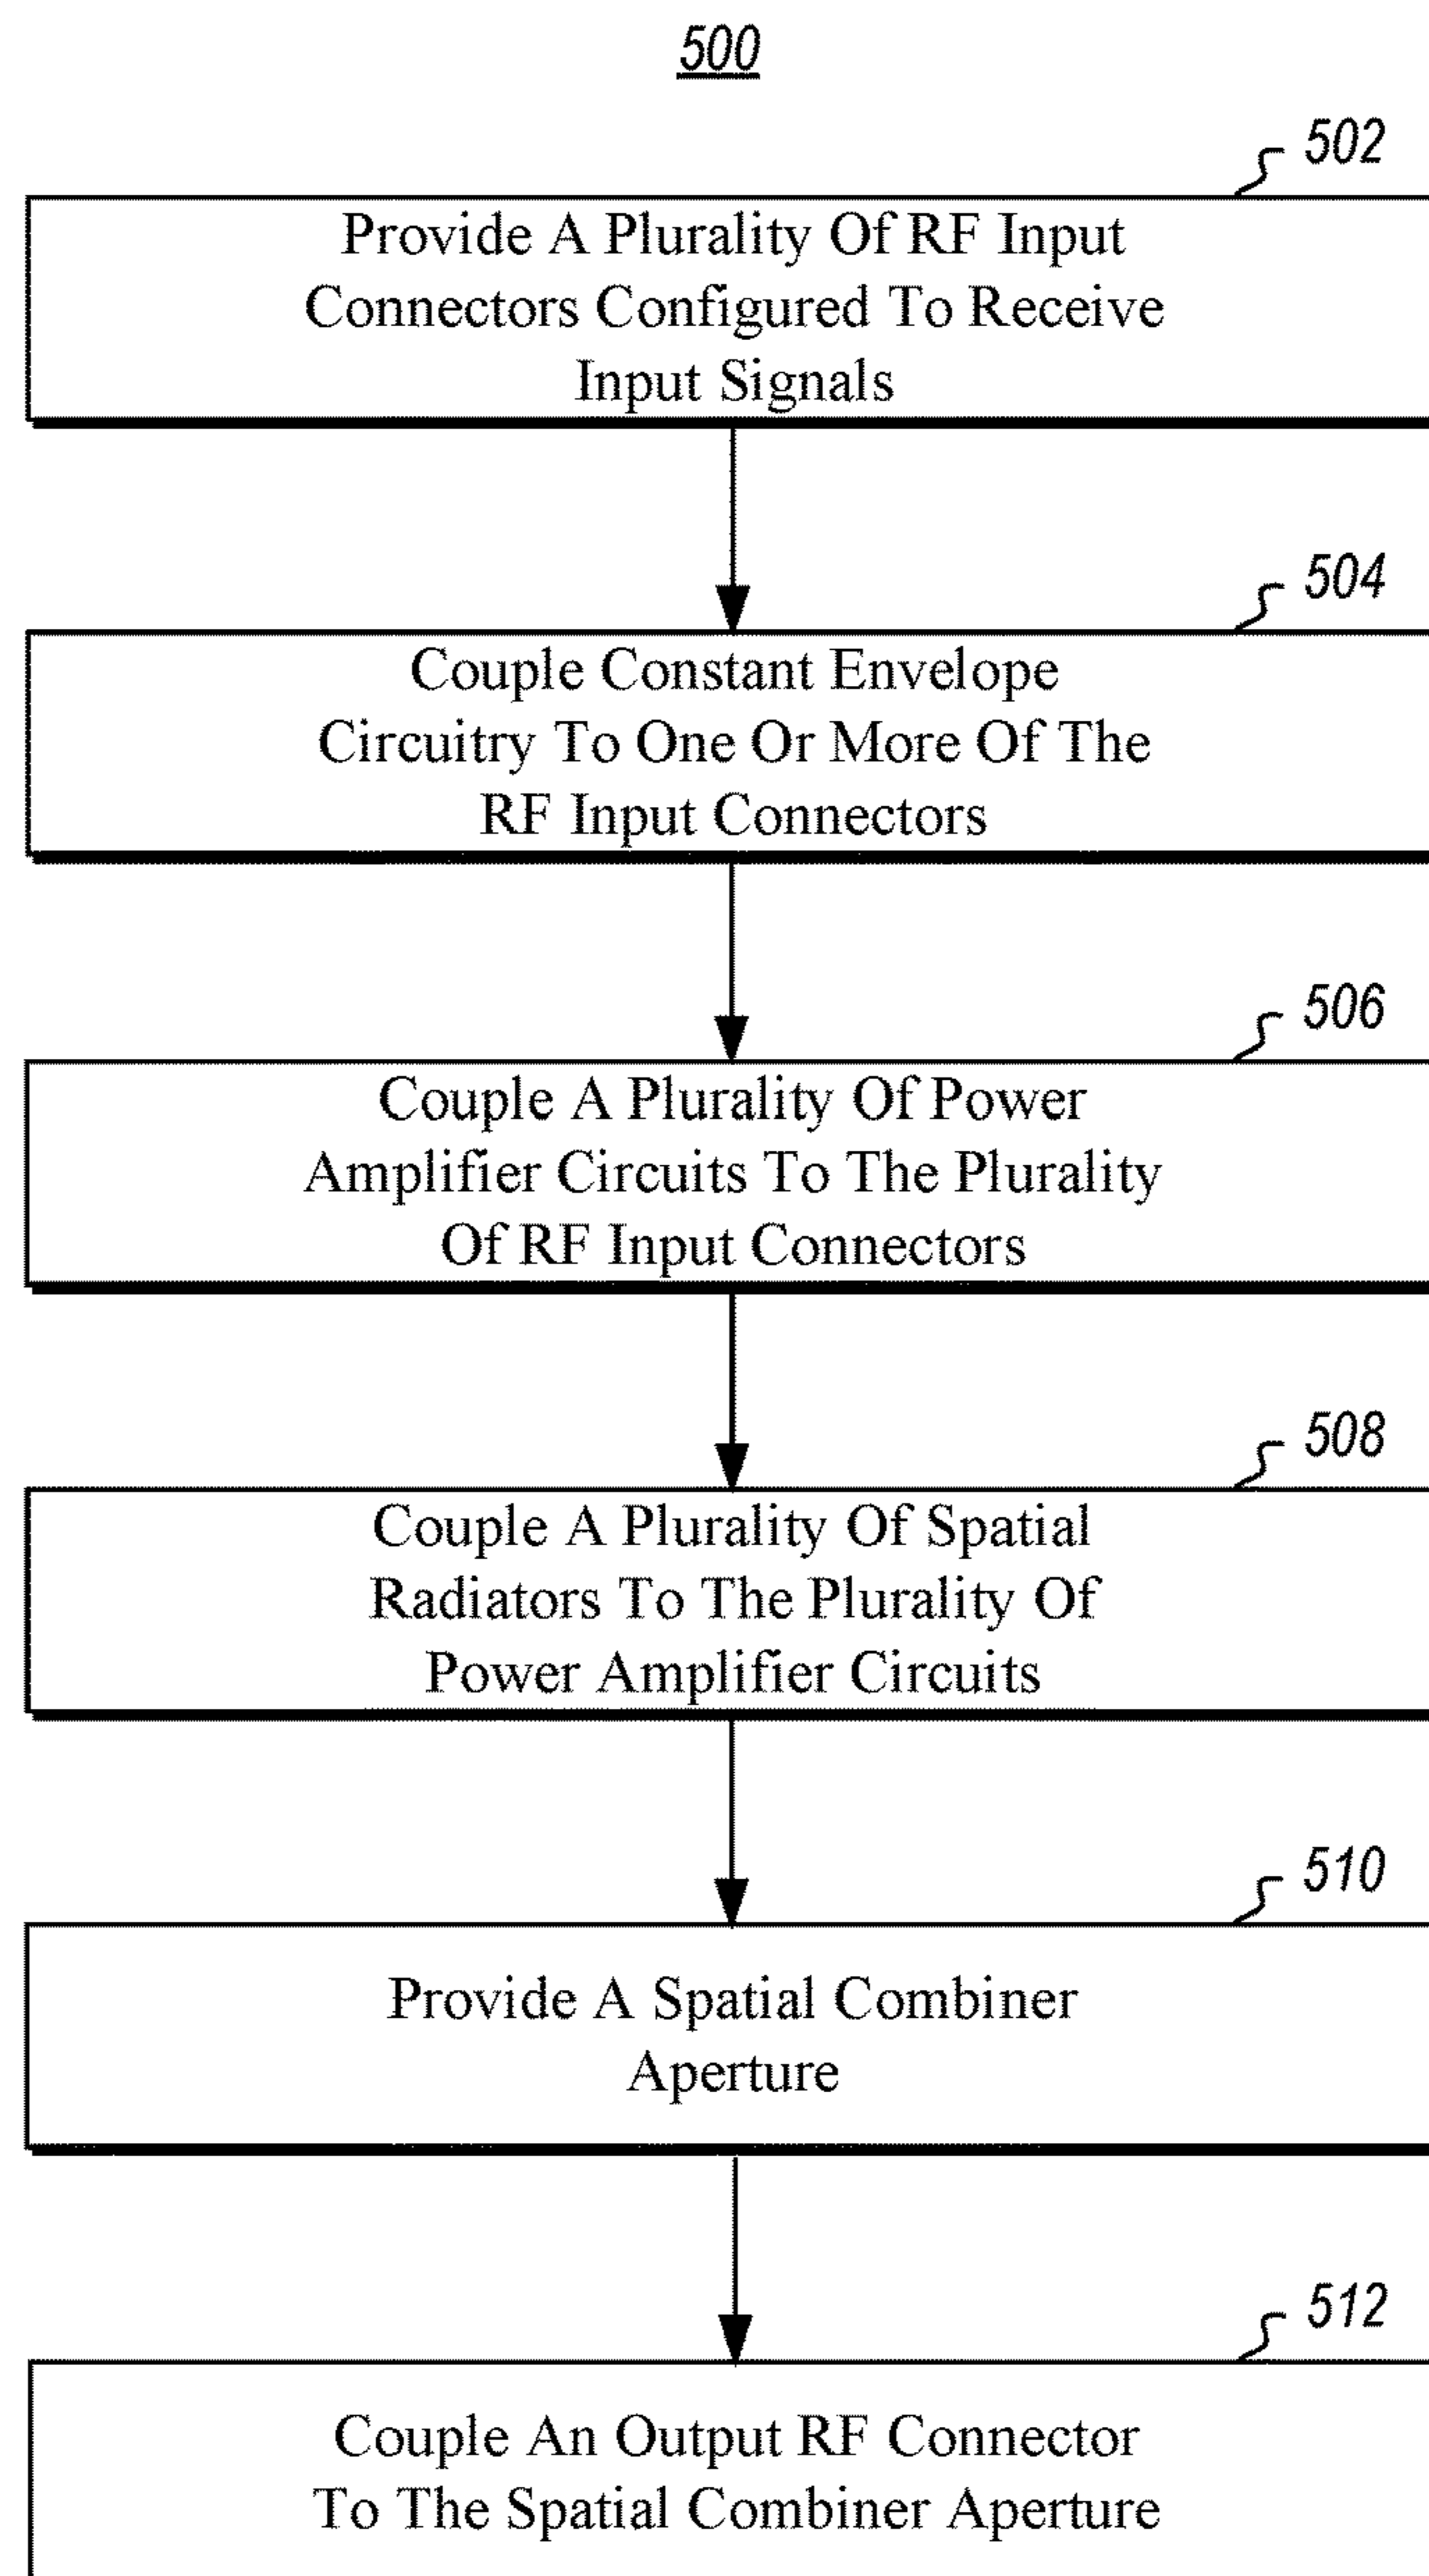 500
502
Provide A Plurality Of RF Input
Connectors Configured To Receive
Input Signals
504
Couple Constant Envelope
Circuitry To One Or More Of The
RF Input Connectors
506
Couple A Plurality Of Power
Amplifier Circuits To The Plurality
Of RF Input Connectors
508
Couple A Plurality Of Spatial
Radiators To The Plurality Of
Power Amplifier Circuits
510
Provide A Spatial Combiner
Aperture
512
Couple An Output RF Connector
To The Spatial Combiner Aperture